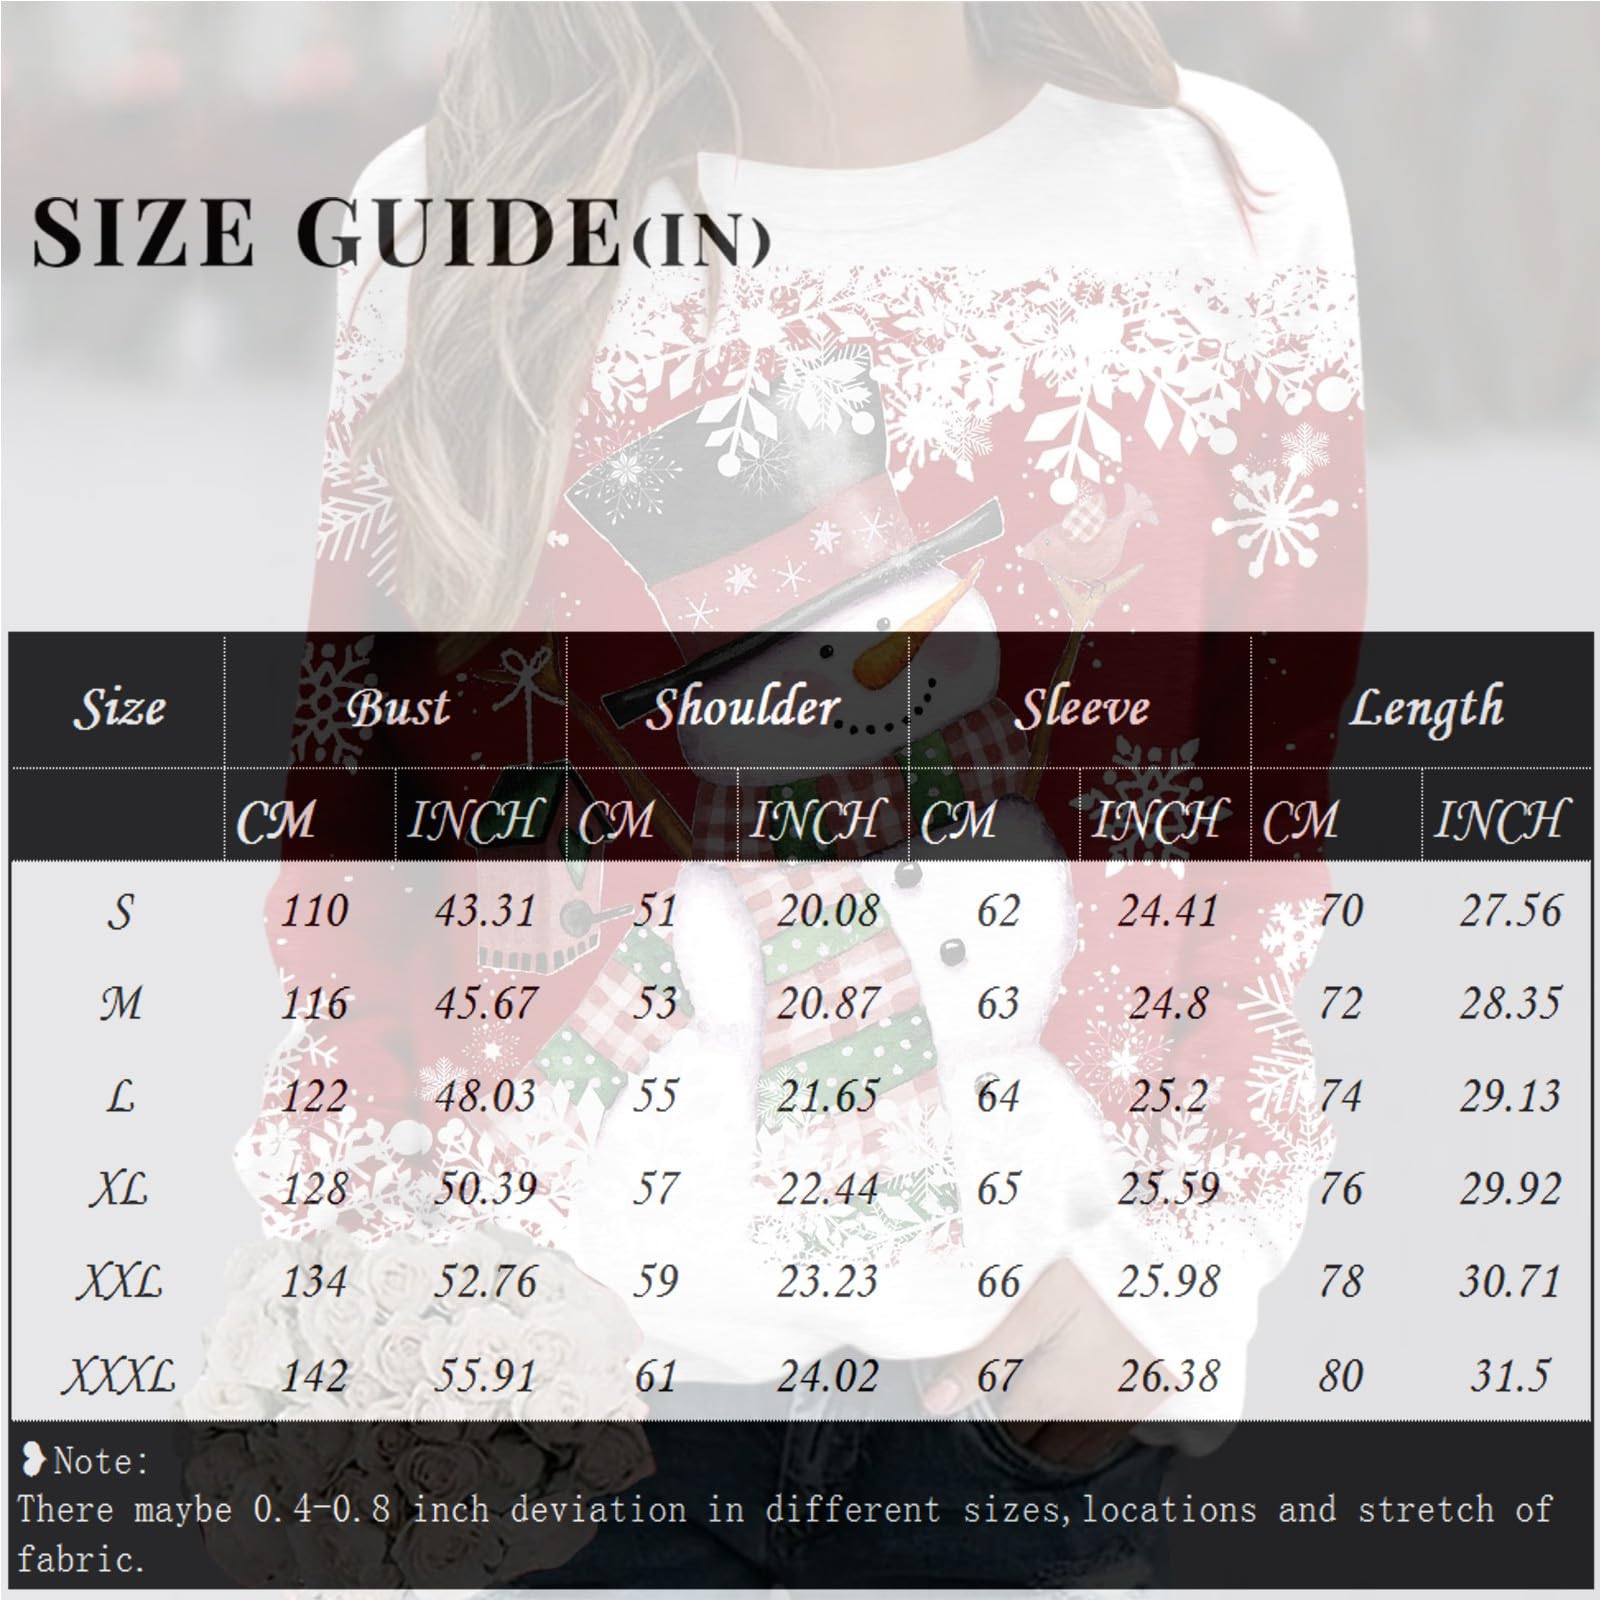 SIZE GUIDE(IN)
Size Bust Shoulder Sleeve Length
CM INCH CM INCH CM INCH CM INCH
S 110 43.31 51 20.08 62 24.41 70 27.56
M 116 45.67 53 20.87 63 24.8 72 28.35
L 122 48.03 55 21.65 64 25.2 74 29.13
XL 128 50.39 57 22.44 65 25.59 76 29.92
XXL 134 52.76 59 23.23 66 25.98 78 30.71
XXXL 142 55.91 61 24.02 67 26.38 80 31.5
❥Note:
There maybe 0.4-0.8 inch deviation in different sizes,locations and stretch of
fabric.